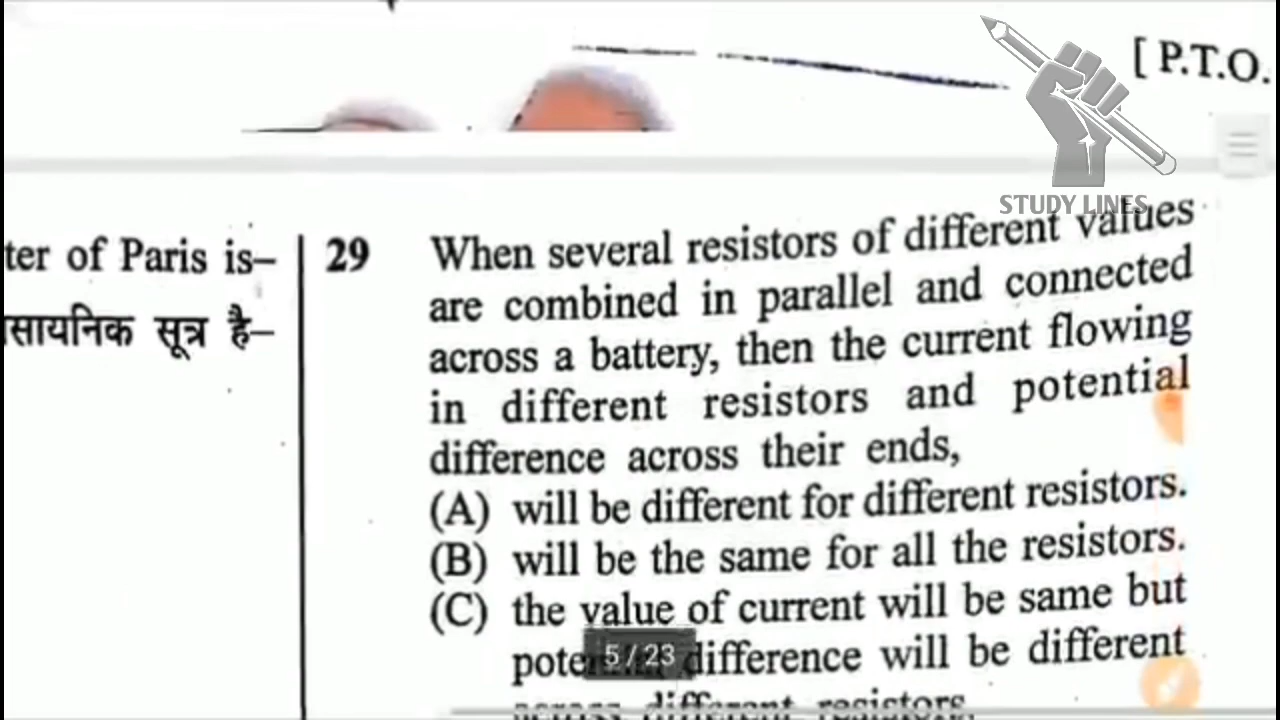 [ P.T.O.
STUDY LINES
ter of Paris is–
सायनिक सूत्र है–
29 When several resistors of different values
are combined in parallel and connected
across a battery, then the current flowing
in different resistors and potential
difference across their ends,
(A) will be different for different resistors.
(B) will be the same for all the resistors.
(C) the value of current will be same but
difference will be different
5 / 23
different resistors